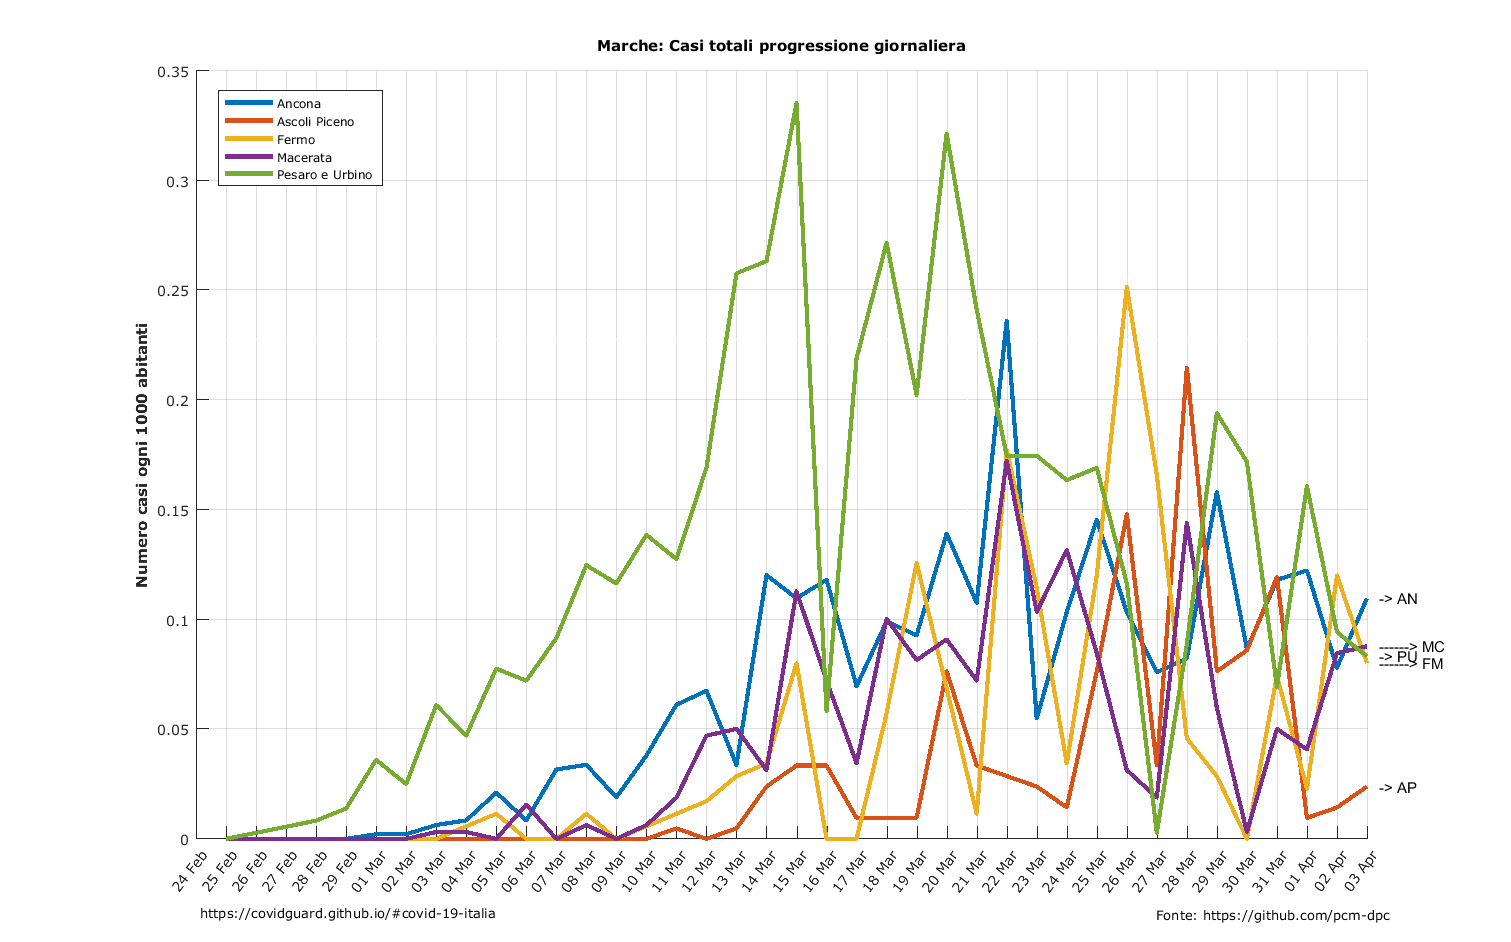 Marche: Casi totali progressione giornaliera
0.35
0.3
0.25
0.2
0.15
0.1
0.05
0
Numero casi ogni 1000 abitanti
Ancona
Ascoli Piceno
Fermo
Macerata
Pesaro e Urbino
-> AN
------> MC
-> PU
------> FM
-> AP
24 Feb
25 Feb
26 Feb
27 Feb
28 Feb
29 Feb
01 Mar
02 Mar
03 Mar
04 Mar
05 Mar
06 Mar
07 Mar
08 Mar
09 Mar
10 Mar
11 Mar
12 Mar
13 Mar
14 Mar
15 Mar
16 Mar
17 Mar
18 Mar
19 Mar
20 Mar
21 Mar
22 Mar
23 Mar
24 Mar
25 Mar
26 Mar
27 Mar
28 Mar
29 Mar
30 Mar
31 Mar
01 Apr
02 Apr
03 Apr
https://covidguard.github.io/#covid-19-italia
Fonte: https://github.com/pcm-dpc